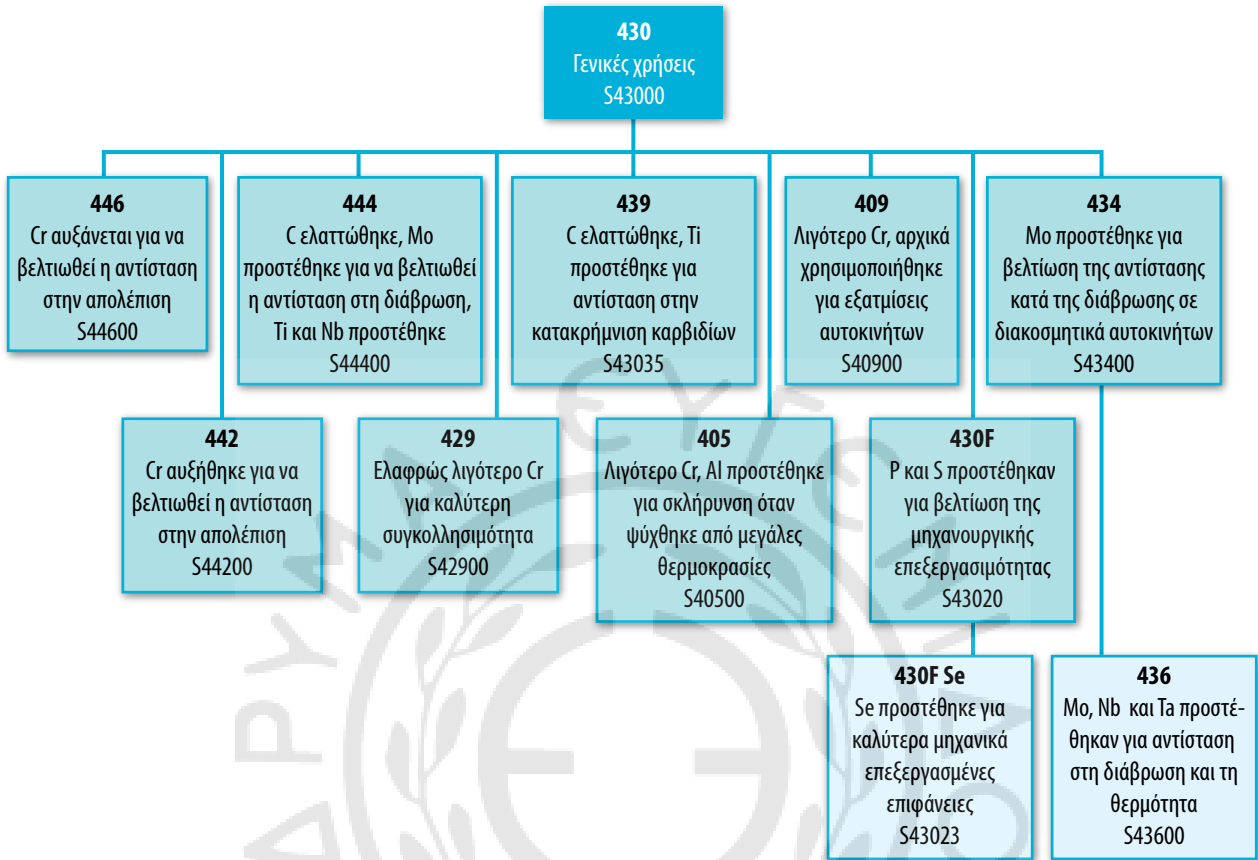 430
Γενικές χρήσεις
S43000
446
Cr αυξάνεται για να
βελτιωθεί η αντίσταση
στην απολέπιση
S44600
444
C ελαττώθηκε, Mo
προστέθηκε για να βελτιωθεί
η αντίσταση στη διάβρωση,
Ti και Nb προστέθηκε
S44400
439
C ελαττώθηκε, Ti
προστέθηκε για
αντίσταση στην
κατακρήμνιση καρβιδίων
S43035
409
Λιγότερο Cr, αρχικά
χρησιμοποιήθηκε
για εξατμίσεις
αυτοκινήτων
S40900
434
Mo προστέθηκε για
βελτίωση της αντίστασης
κατά της διάβρωσης σε
διακοσμητικά αυτοκινήτων
S43400
442
Cr αυξήθηκε για να
βελτιωθεί η αντίσταση
στην απολέπιση
S44200
429
Ελαφρώς λιγότερο Cr
για καλύτερη
συγκολλησιμότητα
S42900
405
Λιγότερο Cr, Al προστέθηκε
για σκλήρυνση όταν
ψύχθηκε από μεγάλες
θερμοκρασίες
S40500
430F
P και S προστέθηκαν
για βελτίωση της
μηχανουργικής
επεξεργασιμότητας
S43020
430F Se
Se προστέθηκε για
καλύτερα μηχανικά
επεξεργασμένες
επιφάνειες
S43023
436
Mo, Nb και Ta προστέ-
θηκαν για αντίσταση
στη διάβρωση και τη
θερμότητα
S43600